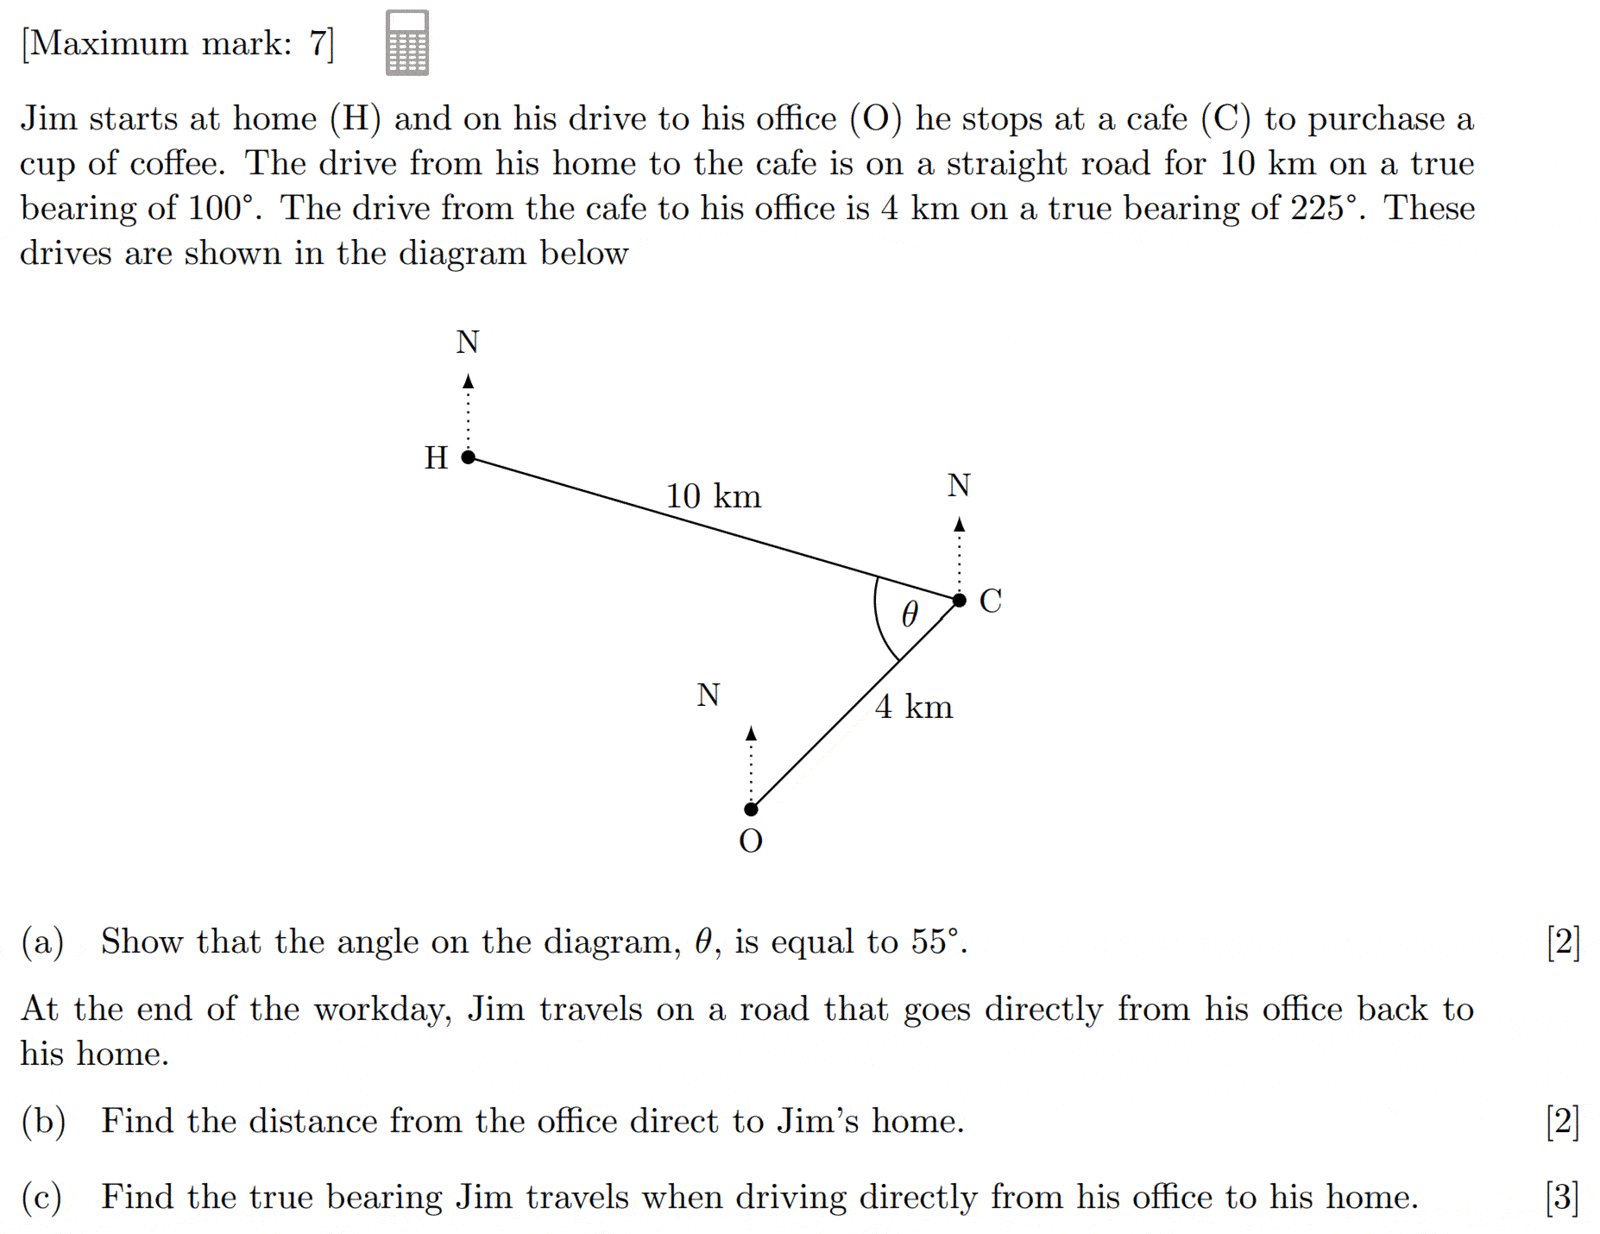 [Maximum mark: 7]
Jim starts at home (H) and on his drive to his office (O) he stops at a cafe (C) to purchase a
cup of coffee. The drive from his home to the cafe is on a straight road for 10 km on a true
bearing of 100°. The drive from the cafe to his office is 4 km on a true bearing of 225°. These
drives are shown in the diagram below
N
H
10 km
N
C
θ
N
4 km
O
(a) Show that the angle on the diagram, θ, is equal to 55°. [2]
At the end of the workday, Jim travels on a road that goes directly from his office back to
his home.
(b) Find the distance from the office direct to Jim's home. [2]
(c) Find the true bearing Jim travels when driving directly from his office to his home. [3]